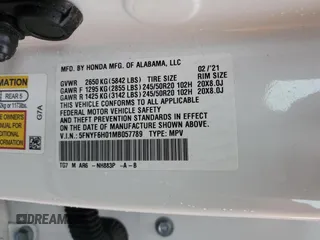 MFD. BY HONDA MFG. OF ALABAMA, LLC 02/'21
GVWR 2650 KG (5842 LBS) TIRE SIZE RIM SIZE
GAWR F 1295 KG (2855 LBS) 245/50R20 102H 20X8.0J
GAWR R 1425 KG (3142 LBS) 245/50R20 102H 20X8.0J
THIS VEHICLE CONFORMS TO ALL APPLICABLE
FEDERAL MOTOR VEHICLE SAFETY
AND THEFT PREVENTION STANDARDS IN EFFECT
ON THE DATE OF MANUFACTURE SHOWN ABOVE.
V.I.N: 5FNYF6H01MB057789 TYPE: MPV
TG7 M AR6 -NH883P -A -B
G7A
MATION
REAR 5
DREAM